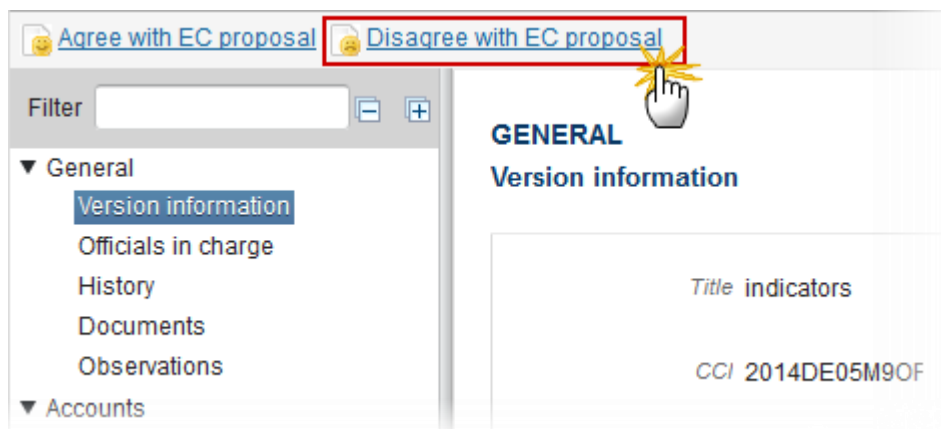 Agree with EC proposal Disagree with EC proposal
Filter
GENERAL
Version information
▼ General
Version information
Officials in charge
History
Documents
Observations
▼ Accounts
Title indicators
CCI 2014DE05M9OF